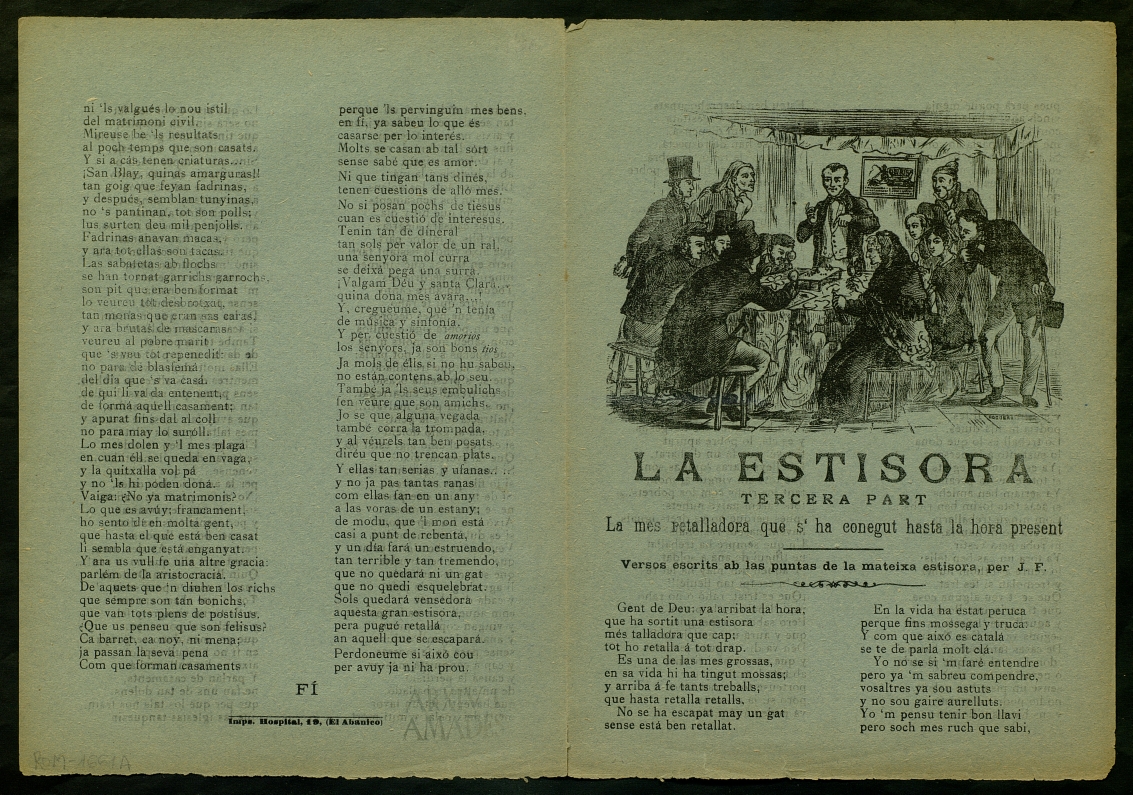 ni 'ls valgués lo nou istil
del matrimoni civil.
Mireuse be 'ls resultats
al poch temps que son casats.
Y si a cás tenen criaturas...
¡San Blay, quinas amarguras!!
tan goig que feyan fadrinas,
y després, semblan tunyinas,
no 's pantinan, tot son polls;
lus surten deu mil penjolls.
Fadrinas anavan macas,
y ara tot ellas son tacas.
Las sabatetas ab flochs
se han tornat garrichs garrochs,
son pit que era ben format
lo veureu tot desbrotxat,
tan monas que eran sas caras,
y ara brutas de mascaras
veureu al pobre marit
que 's veu tot repenedit:
no para de blasfemá
del día que 's va casá.
de qui li va da entenent,
de formá aquell casament;
y apurat fins dal al coll
no para may lo suróll.
Lo mes dolen y 'l mes plaga
en cuan éll se queda en vaga,
y la quitxalla vol pá
y no 'ls hi poden doná.
Vaiga: ¿No ya matrimonis?
Lo que es avúy; francament,
ho sento dí en molta gent,
que hasta el qué está ben casat
li sembla que está enganyat.
Y ara us vull fe una altre gracia:
parlém de la aristocracia.
De aquets que 'n diuhen los richs
que sempre son tan bonichs,
que van tots plens de postisus.
¿Que us penseu que son felisus?
Ca barret, ca noy, ni mena;
ja passan la seva pena
Com que forman casaments
perque 'ls pervinguin mes bens,
en fí, ya sabeu lo que és
casarse per lo interés.
Molts se casan ab tal sórt
sense sabé que es amor.
Ni que tingan tans dinés,
tenen cuestions de alló més.
No si posan pochs de tiesus
cuan es cuestió de interesus.
Tenin tan de dineral
tan sols per valor de un ral,
una senyora mol curra
se deixá pegá una surra.
¡Valgam Déu y santa Clara...
quina dona mes avara...!
Y, cregueume, que 'n tenía
de música y sinfonía.
Y per cuestió de amorios
los senyors, ja son bons tios
Ja mols de élls si no hu sabeu,
no están contens ab lo seu.
També ja 'ls seus embulichs
fen veure que son amichs.
Jo se que alguna vegada
també corra la trompada,
y al véurels tan ben posats
diréu que no trencan plats.
Y ellas tan serias y ufanas..
y no ja pas tantas ranas
com ellas fan en un any
a las voras de un estany;
de modu, que 'l mon está
casi a punt de rebentá,
y un día fará un estruendo,
tan terrible y tan tremendo,
que no quedará ni un gat
que no quedi esquelebrat.
Sols quedará vensedora
aquesta gran estisora,
pera pugué retallá
an aquell que se escapará.
Perdoneume si aixó cou
per avuy ja ni ha prou.
FÍ
Imps. Hospital, 19, (El Abanico)
AMADES
ROM-1661A
LA ESTISORA
TERCERA PART
La mes retalladora que s' ha conegut hasta la hora present
Versos escrits ab las puntas de la mateixa estisora, per J. F.
Gent de Deu: ya arribat la hora,
que ha sortit una estisora
més talladora que cap;
tot ho retalla á tot drap.
Es una de las mes grossas,
en sa vida hi ha tingut mossas;
y arriba á fe tants treballs,
que hasta retalla retalls.
No se ha escapat may un gat
sense está ben retallat.
En la vida ha estat peruca
perque fins mossega y truca:
Y com que aixó es catalá
se te de parla molt clá.
Yo no se si 'm faré entendre
pero ya 'm sabreu compendre,
vosaltres ya sou astuts
y no sou gaire aurelluts.
Yo 'm pensu tenir bon llavi
pero soch mes ruch que sabi,